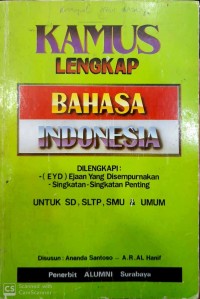 KAMUS
LENGKAP
BAHASA
INDONESIA
DILENGKAPI :
-( EYD ) Ejaan Yang Disempurnakan
- Singkatan-Singkatan Penting
UNTUK SD, SLTP, SMU & UMUM
Disusun : Ananda Santoso - A.R. AL Hanif
Penerbit ALUMNI Surabaya
CS
Scanned with
CamScanner